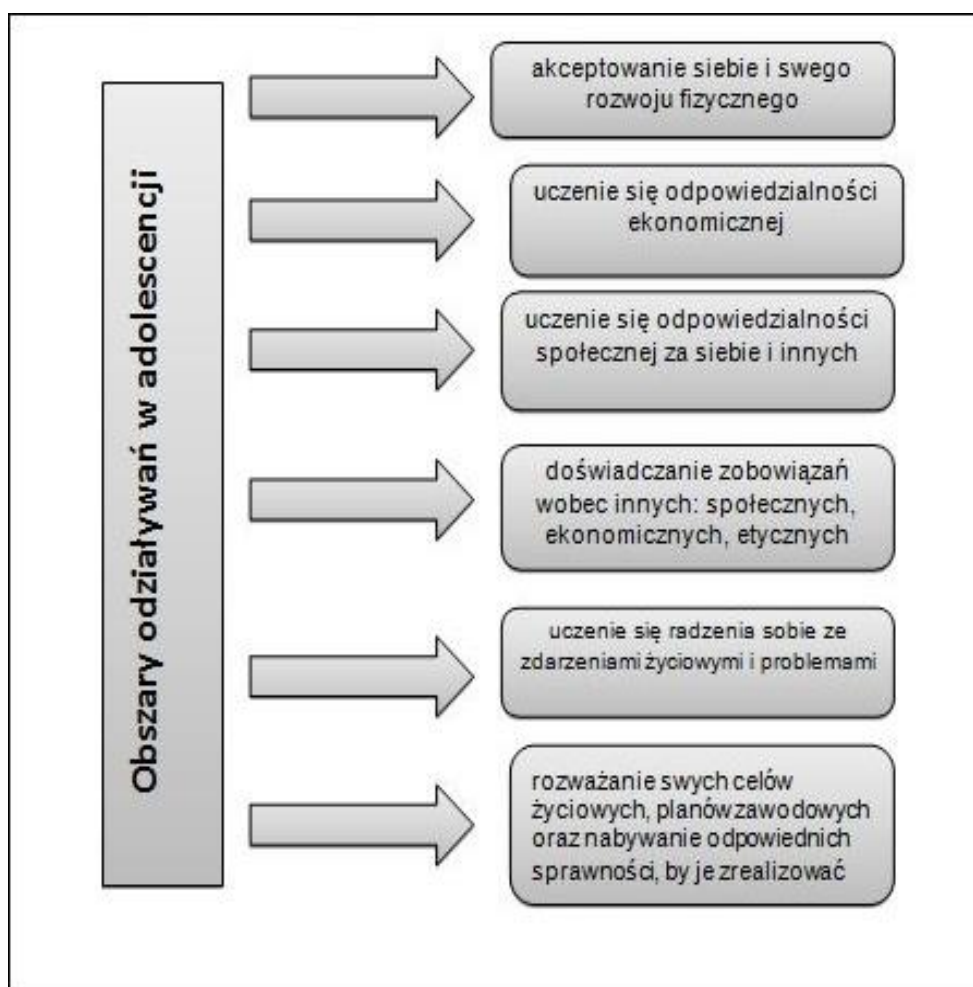 Obszary odziaływań w adolescencji
akceptowanie siebie i swego
rozwoju fizycznego
uczenie się odpowiedzialności
ekonomicznej
uczenie się odpowiedzialności
społecznej za siebie i innych
doświadczanie zobowiązań
wobec innych: społecznych,
ekonomicznych, etycznych
uczenie się radzenia sobie ze
zdarzeniami życiowymi i problemami
rozważanie swych celów
życiowych, planów zawodowych
oraz nabywanie odpowiednich
sprawności, by je zrealizować